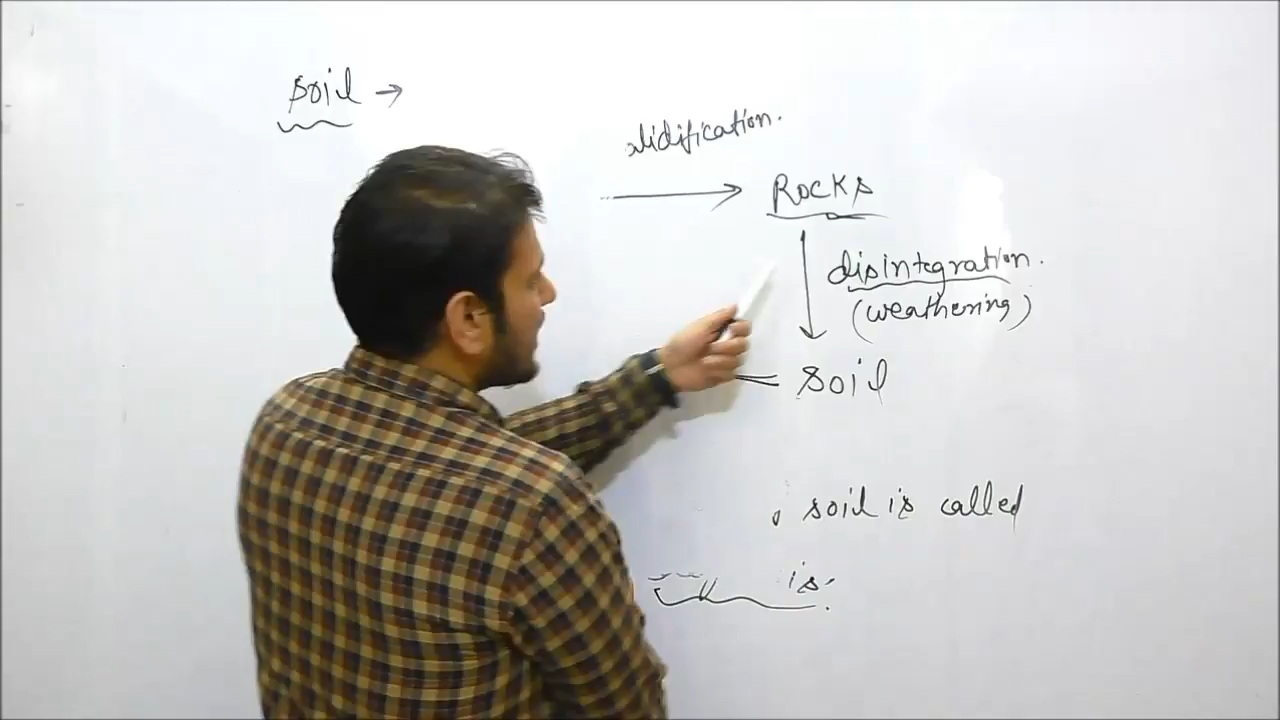 soil →
lidification.
Rocks
disintegration.
(weathering)
soil
soil is called
is.